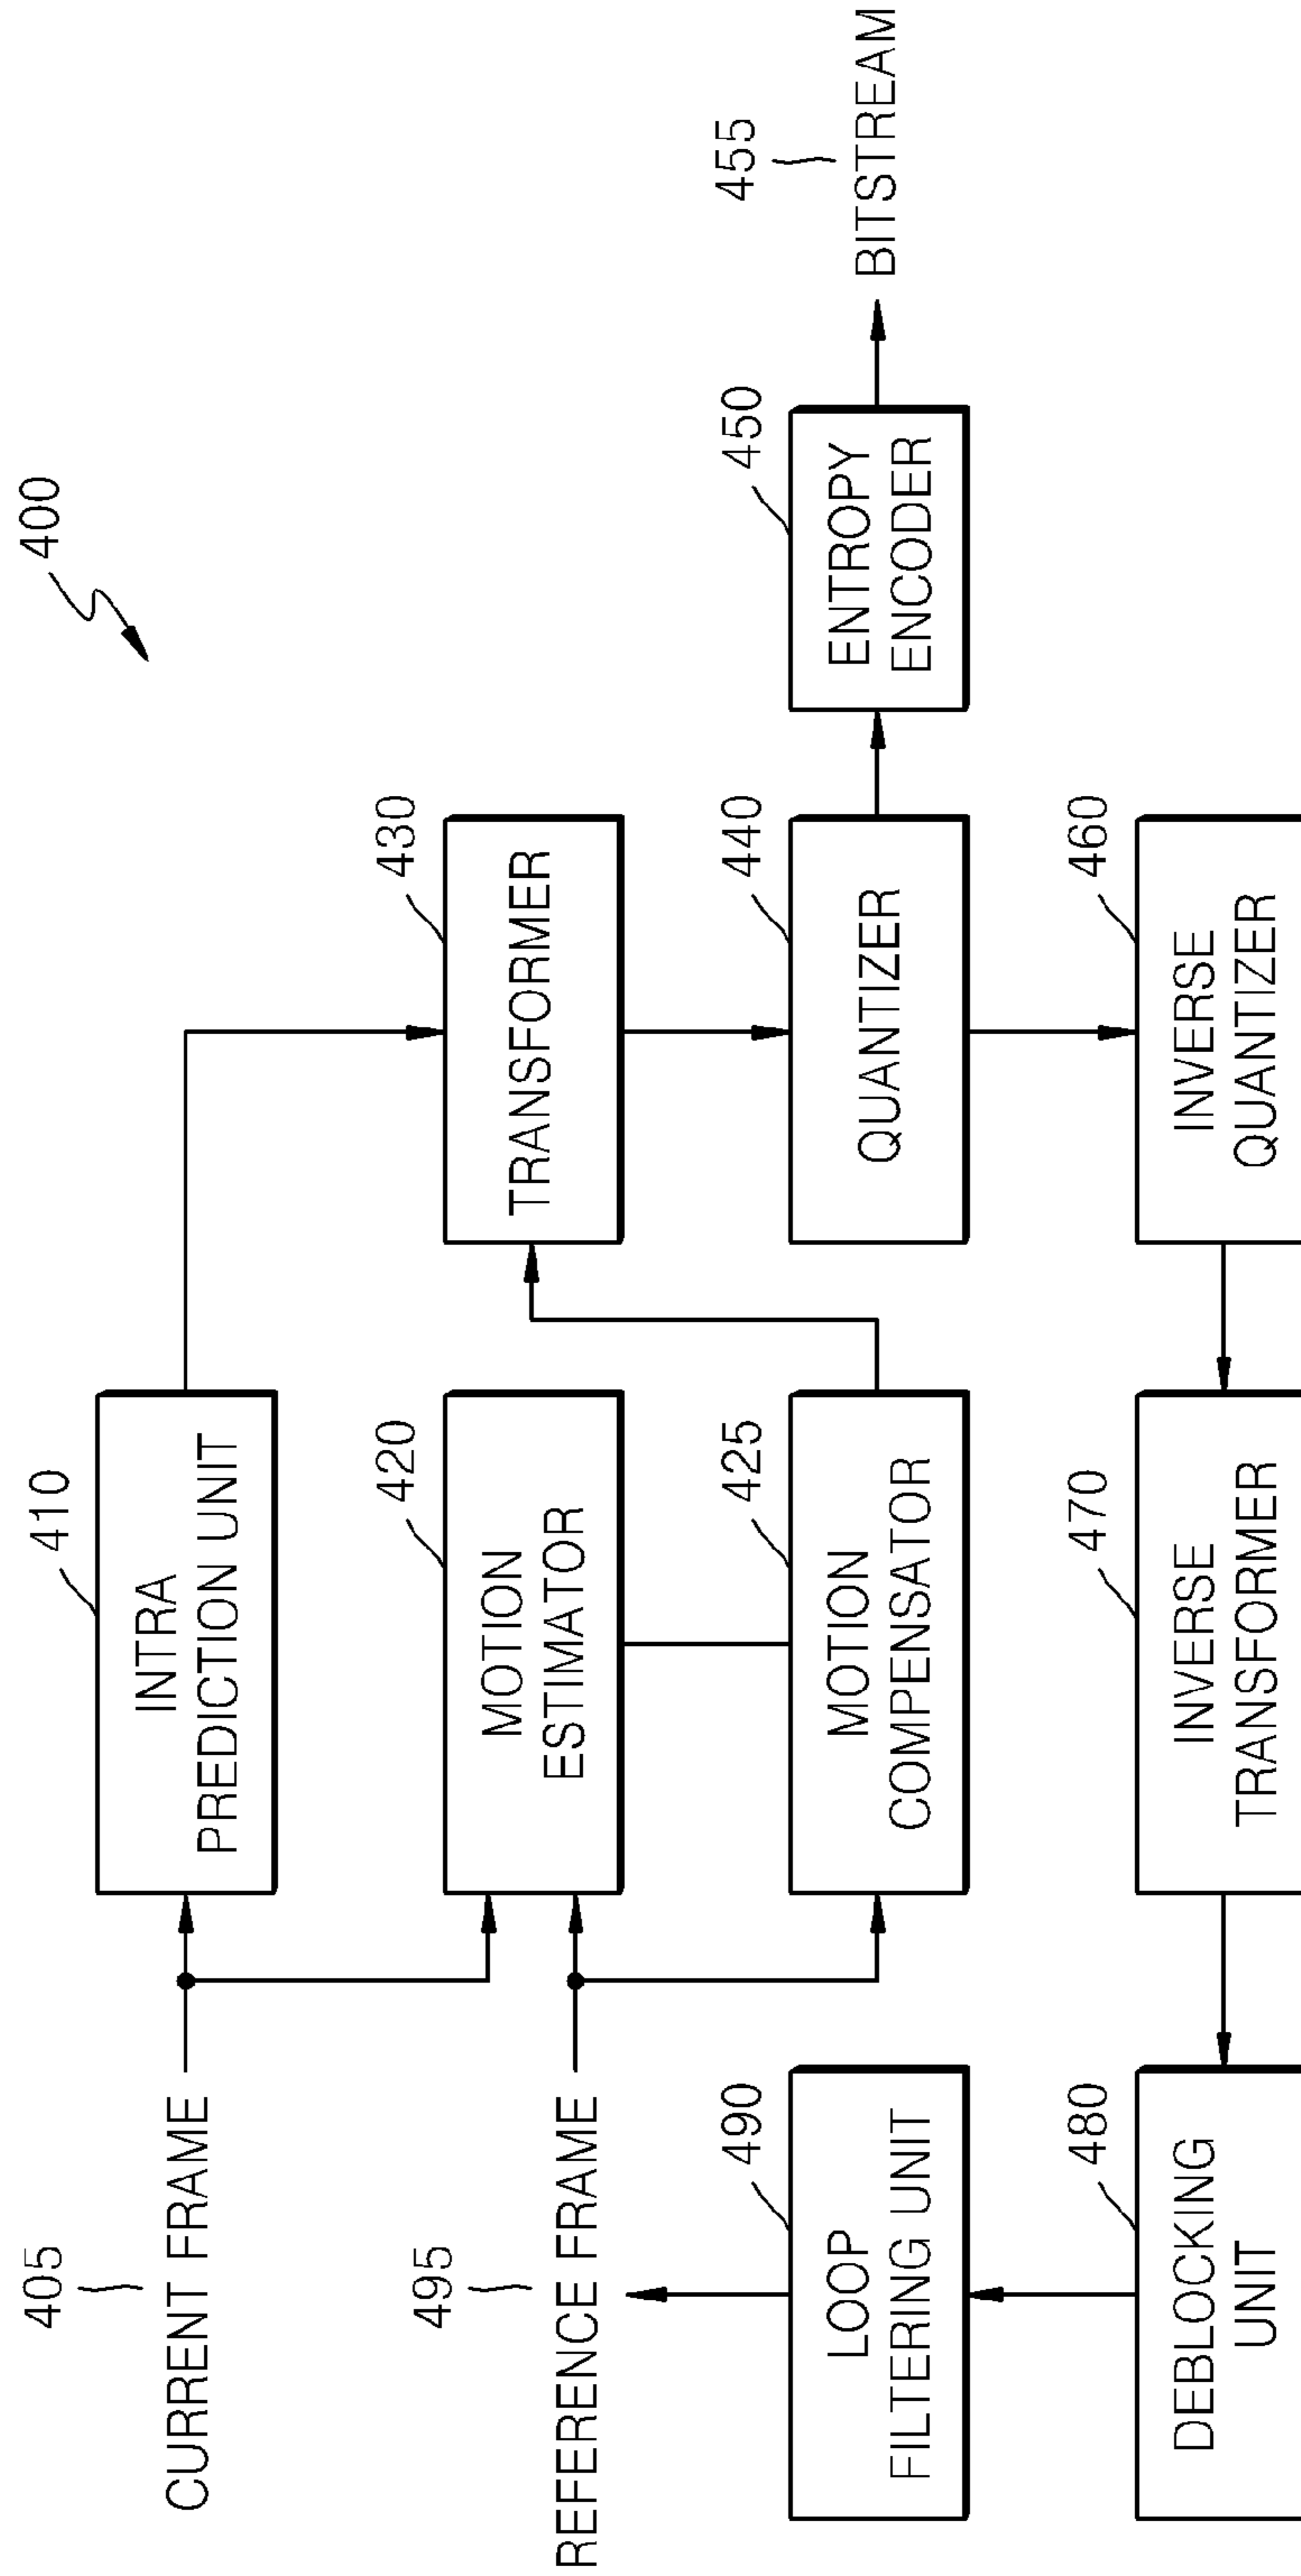 400
405
CURRENT FRAME
410
INTRA
PREDICTION UNIT
495
REFERENCE FRAME
420
MOTION
ESTIMATOR
430
TRANSFORMER
490
LOOP
FILTERING UNIT
425
MOTION
COMPENSATOR
440
QUANTIZER
450
ENTROPY
ENCODER
455
BITSTREAM
480
DEBLOCKING
UNIT
470
INVERSE
TRANSFORMER
460
INVERSE
QUANTIZER